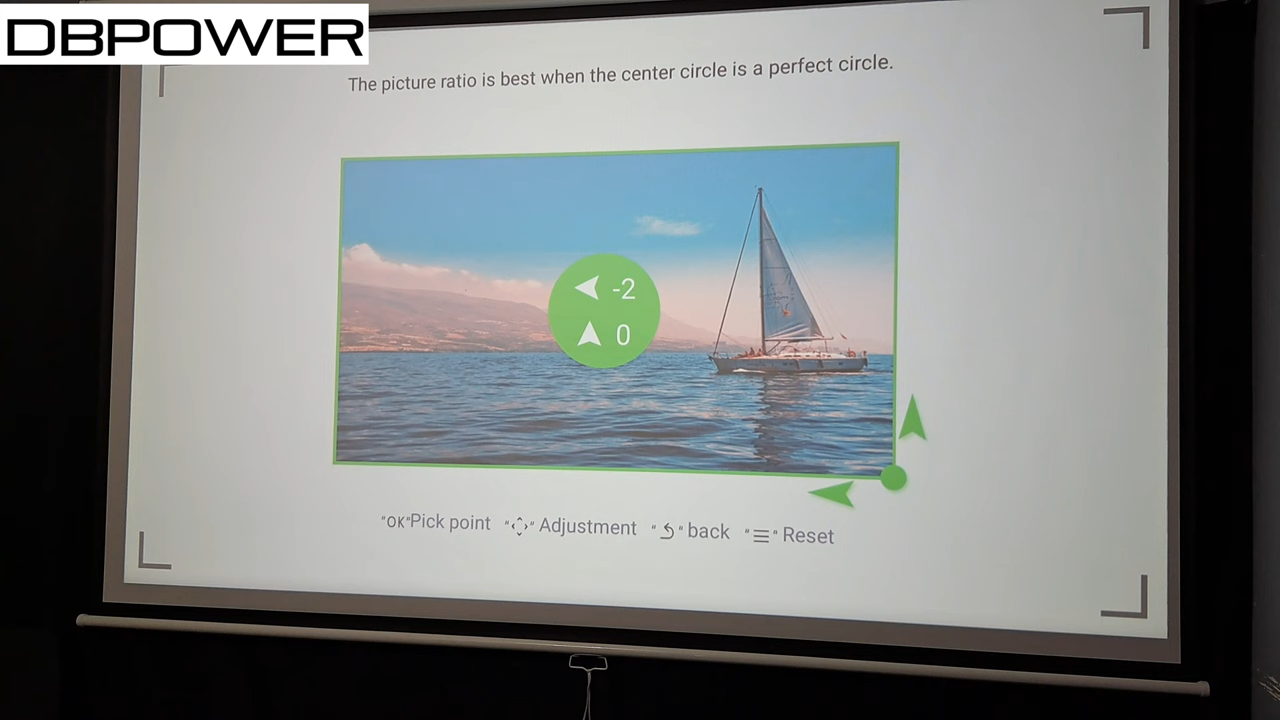 DBPOWER
The picture ratio is best when the center circle is a perfect circle.
-2
0
"OK"Pick point " " Adjustment " " back "☰" Reset